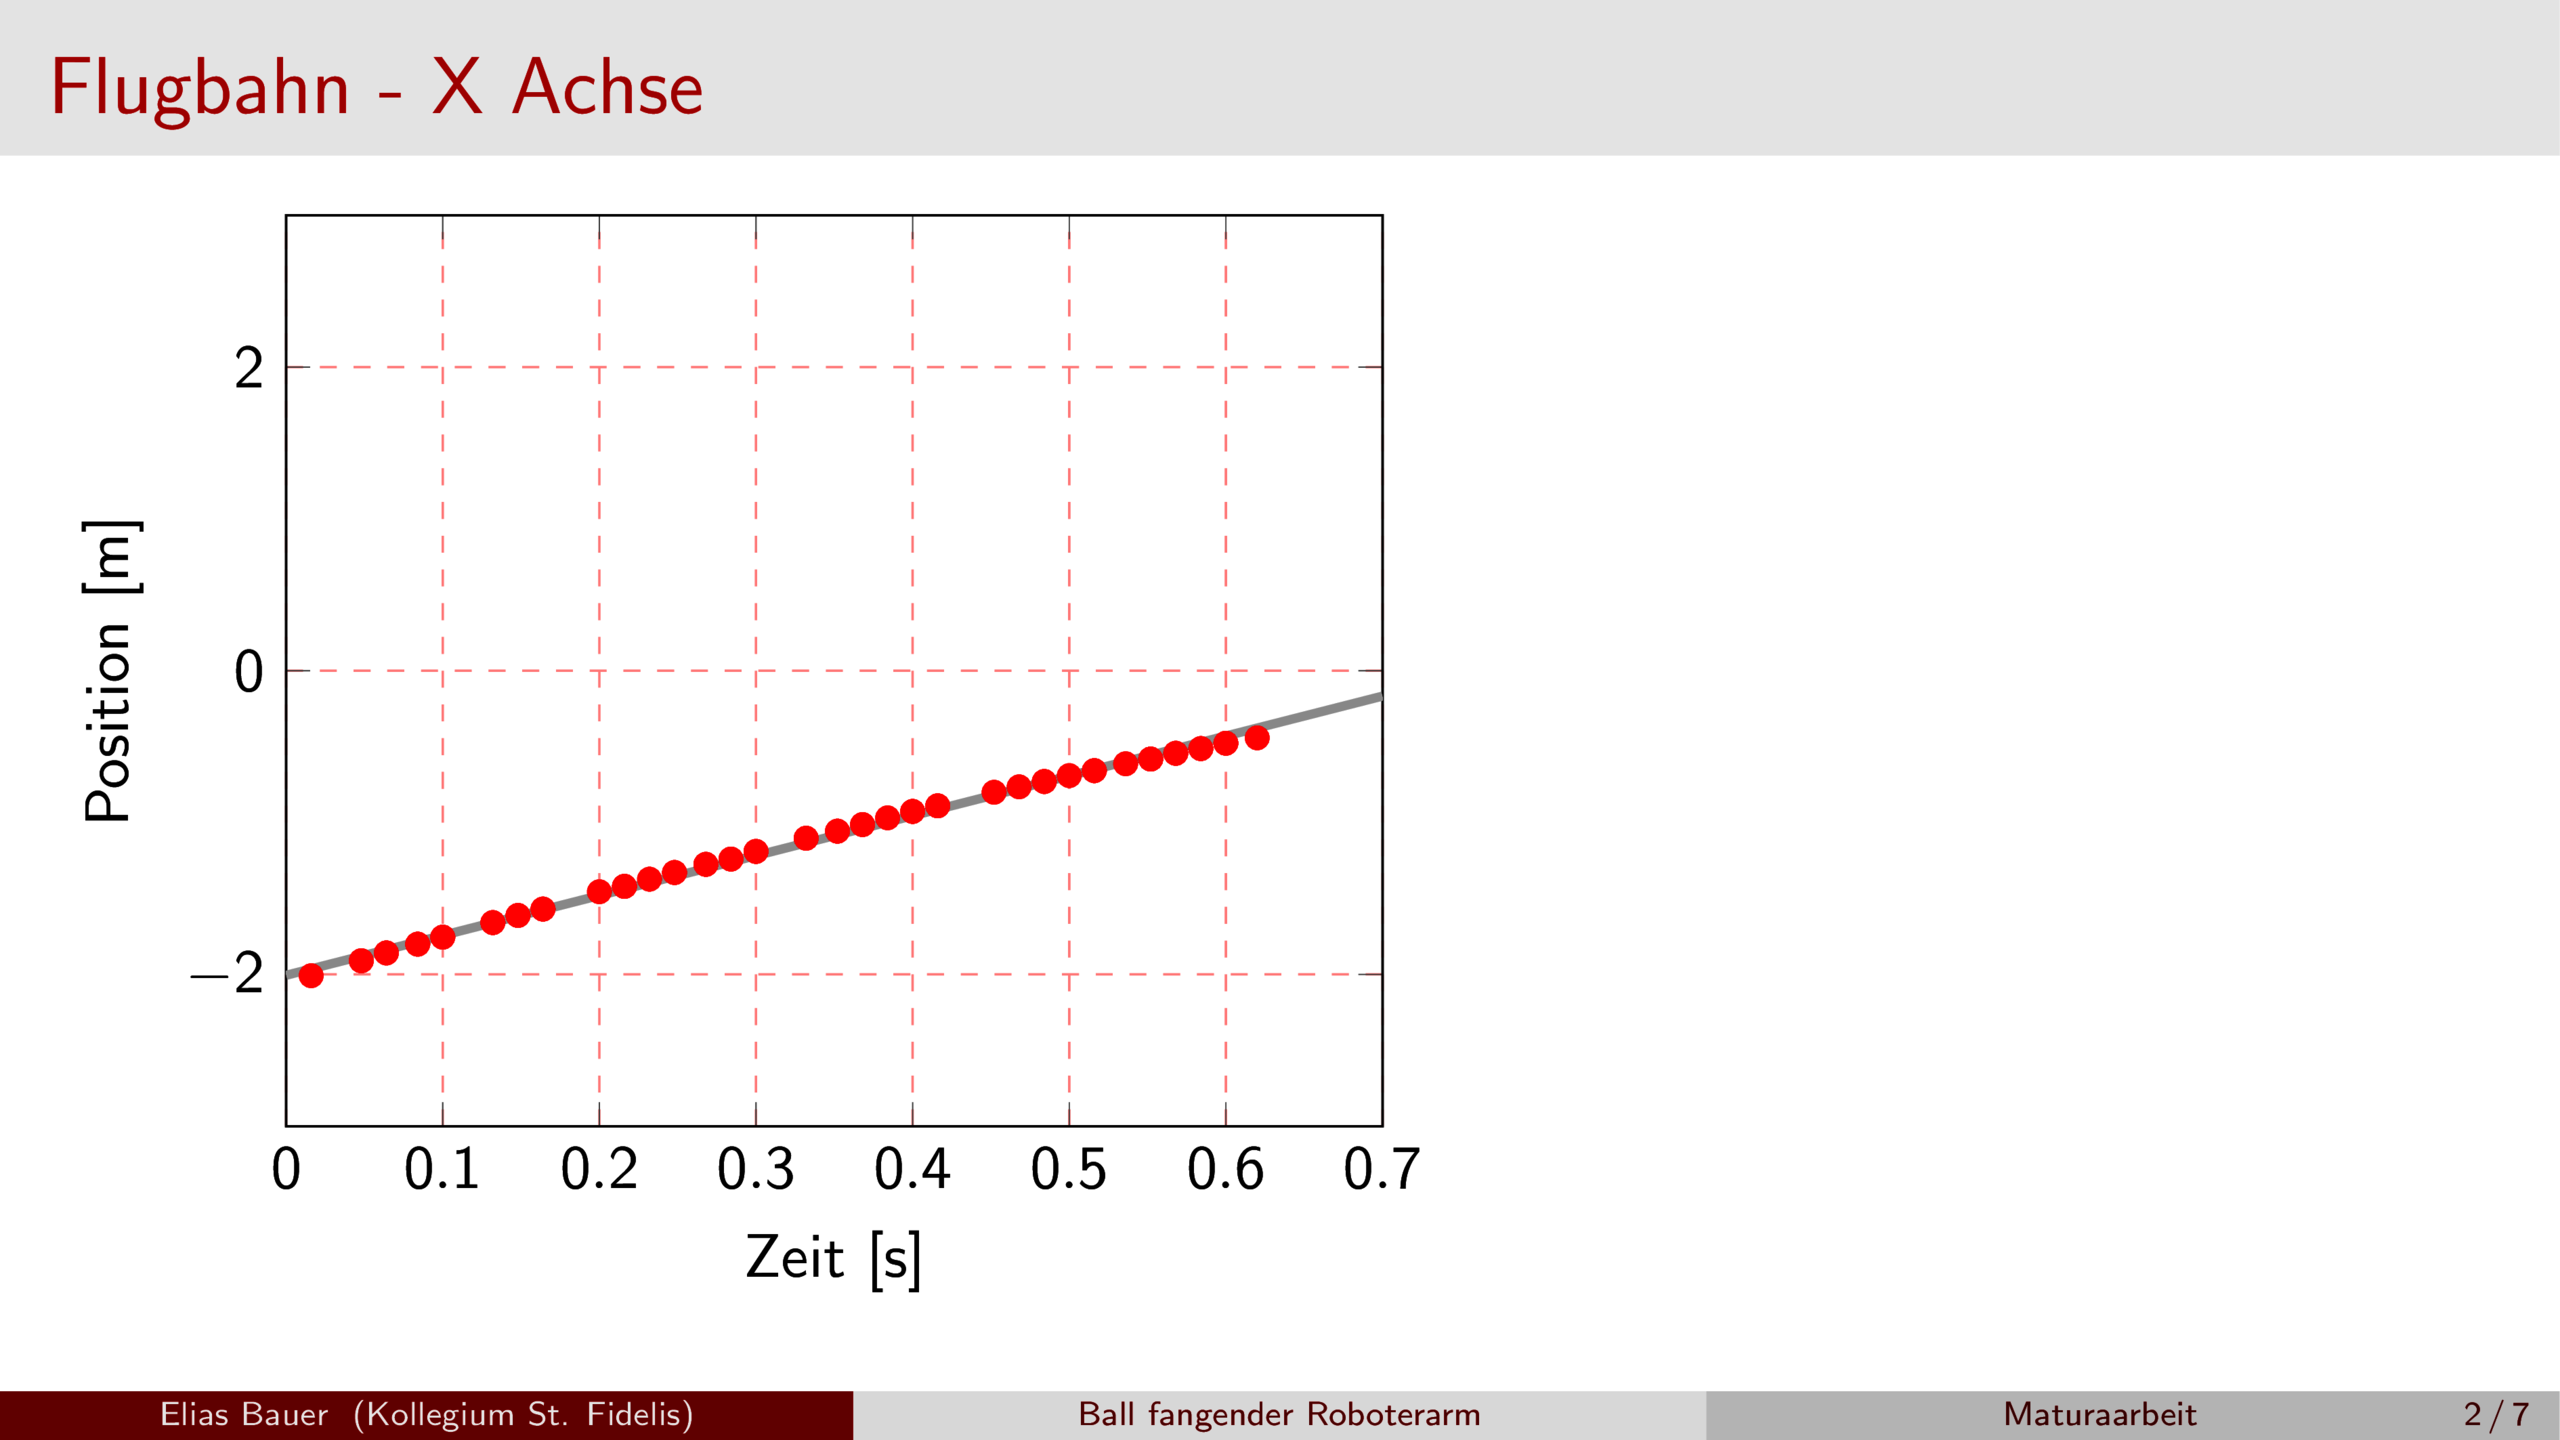 Flugbahn - X Achse
2
0
−2
Position [m]
0 0.1 0.2 0.3 0.4 0.5 0.6 0.7
Zeit [s]
Elias Bauer (Kollegium St. Fidelis) Ball fangender Roboterarm Maturaarbeit 2 / 7